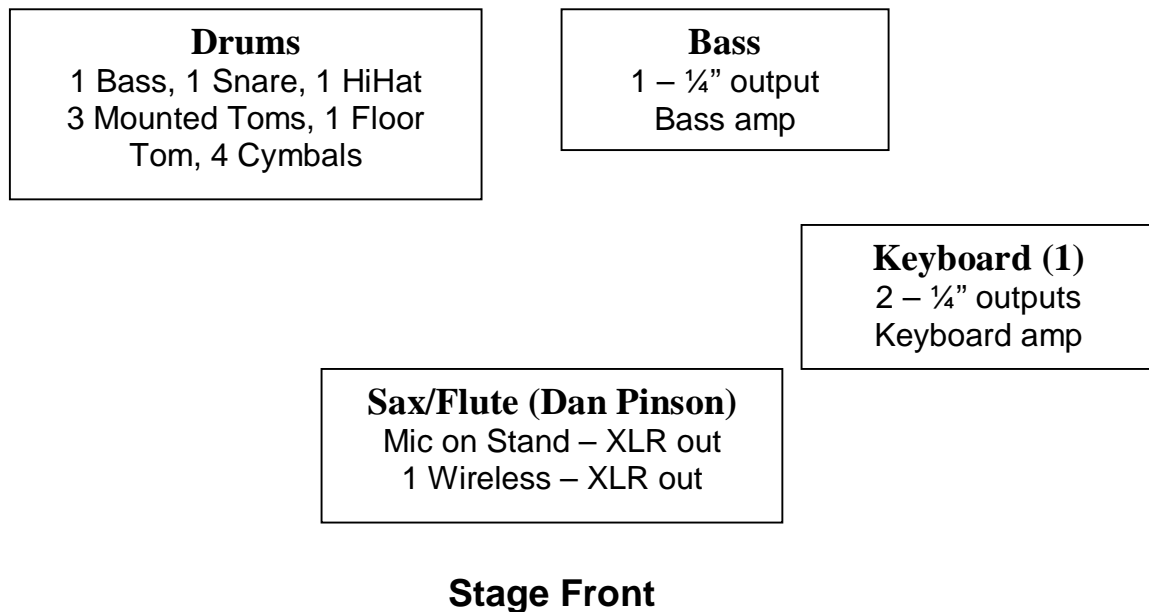 Drums
1 Bass, 1 Snare, 1 HiHat
3 Mounted Toms, 1 Floor
Tom, 4 Cymbals
Bass
1 – ¼” output
Bass amp
Keyboard (1)
2 – ¼” outputs
Keyboard amp
Sax/Flute (Dan Pinson)
Mic on Stand – XLR out
1 Wireless – XLR out
Stage Front